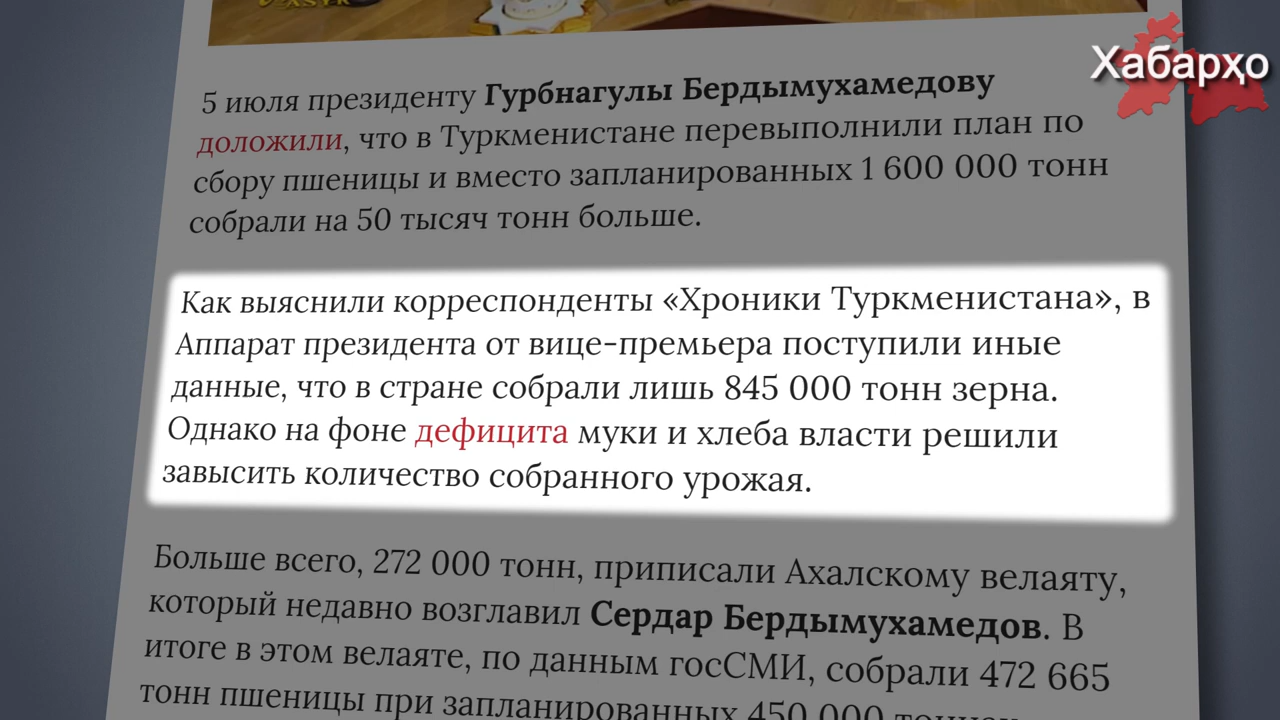 ASYR
Хабарҳо
5 июля президенту Гурбнагулы Бердымухамедову
доложили, что в Туркменистане перевыполнили план по
сбору пшеницы и вместо запланированных 1 600 000 тонн
собрали на 50 тысяч тонн больше.
Как выяснили корреспонденты «Хроники Туркменистана», в
Аппарат президента от вице-премьера поступили иные
данные, что в стране собрали лишь 845 000 тонн зерна.
Однако на фоне дефицита муки и хлеба власти решили
завысить количество собранного урожая.
Больше всего, 272 000 тонн, приписали Ахалскому велаяту,
который недавно возглавил Сердар Бердымухамедов. В
итоге в этом велаяте, по данным госСМИ, собрали 472 665
тонн пшеницы при запланированных 450 000 тоннах